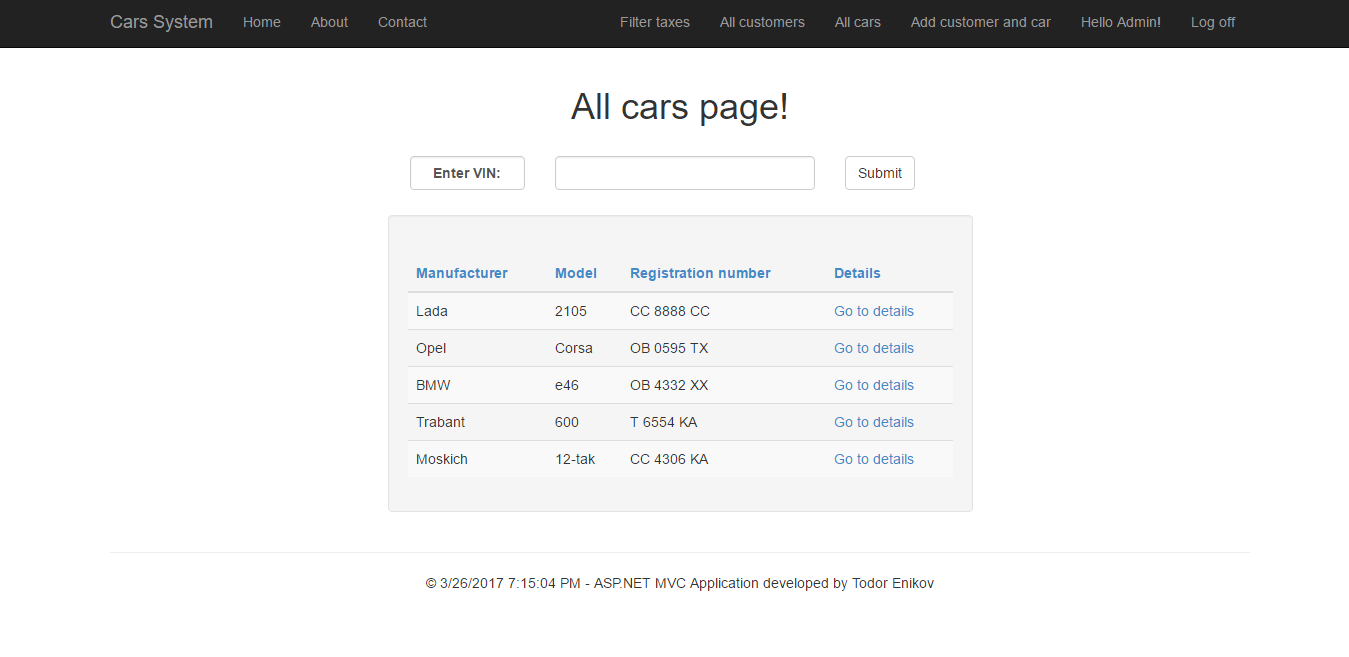 Cars System Home About Contact Filter taxes All customers All cars Add customer and car Hello Admin! Log off
All cars page!
Enter VIN: Submit
Manufacturer Model Registration number Details
Lada 2105 CC 8888 CC Go to details
Opel Corsa OB 0595 TX Go to details
BMW e46 OB 4332 XX Go to details
Trabant 600 T 6554 KA Go to details
Moskich 12-tak CC 4306 KA Go to details
© 3/26/2017 7:15:04 PM - ASP.NET MVC Application developed by Todor Enikov